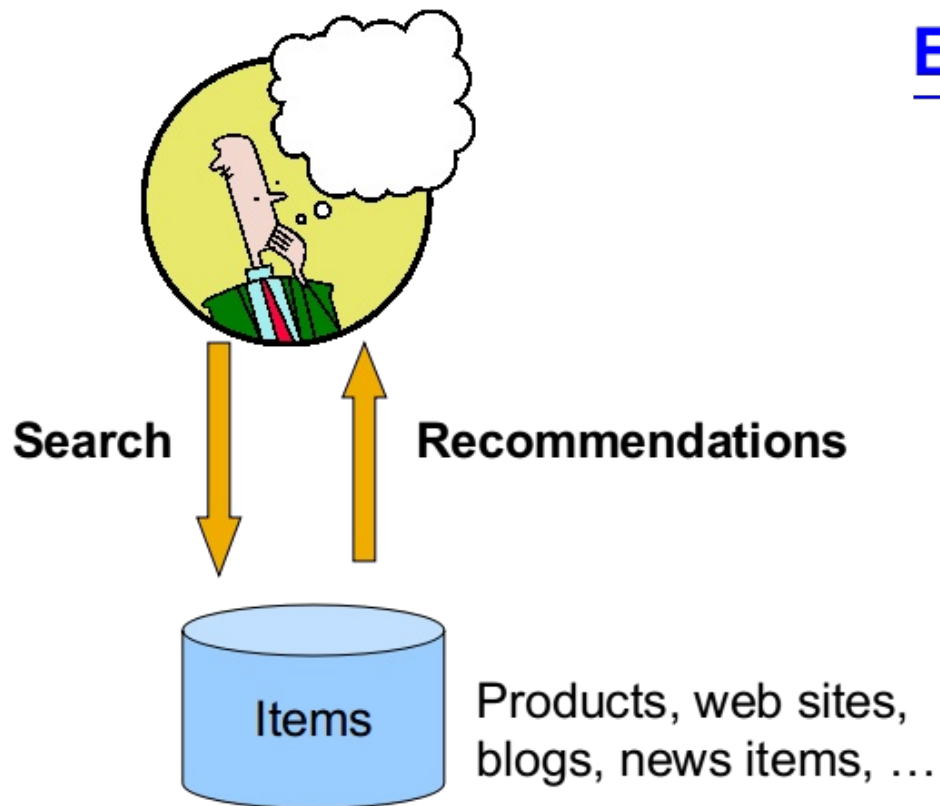 Search
Recommendations
Items
Products, web sites,
blogs, news items, …